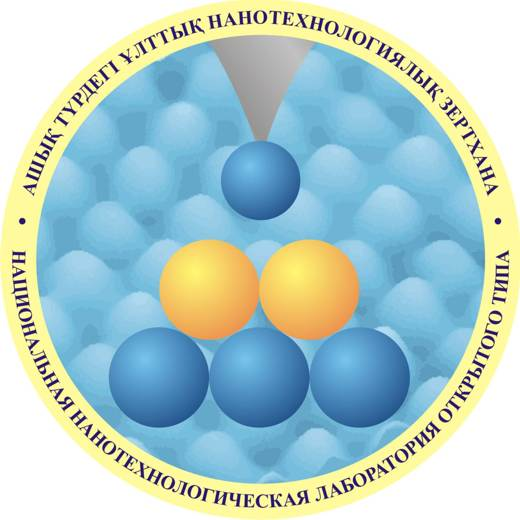 АШЫҚ ТҮРДЕГІ ҰЛТТЫҚ НАНОТЕХНОЛОГИЯЛЫҚ ЗЕРТХАНА
НАЦИОНАЛЬНАЯ НАНОТЕХНОЛОГИЧЕСКАЯ ЛАБОРАТОРИЯ ОТКРЫТОГО ТИПА